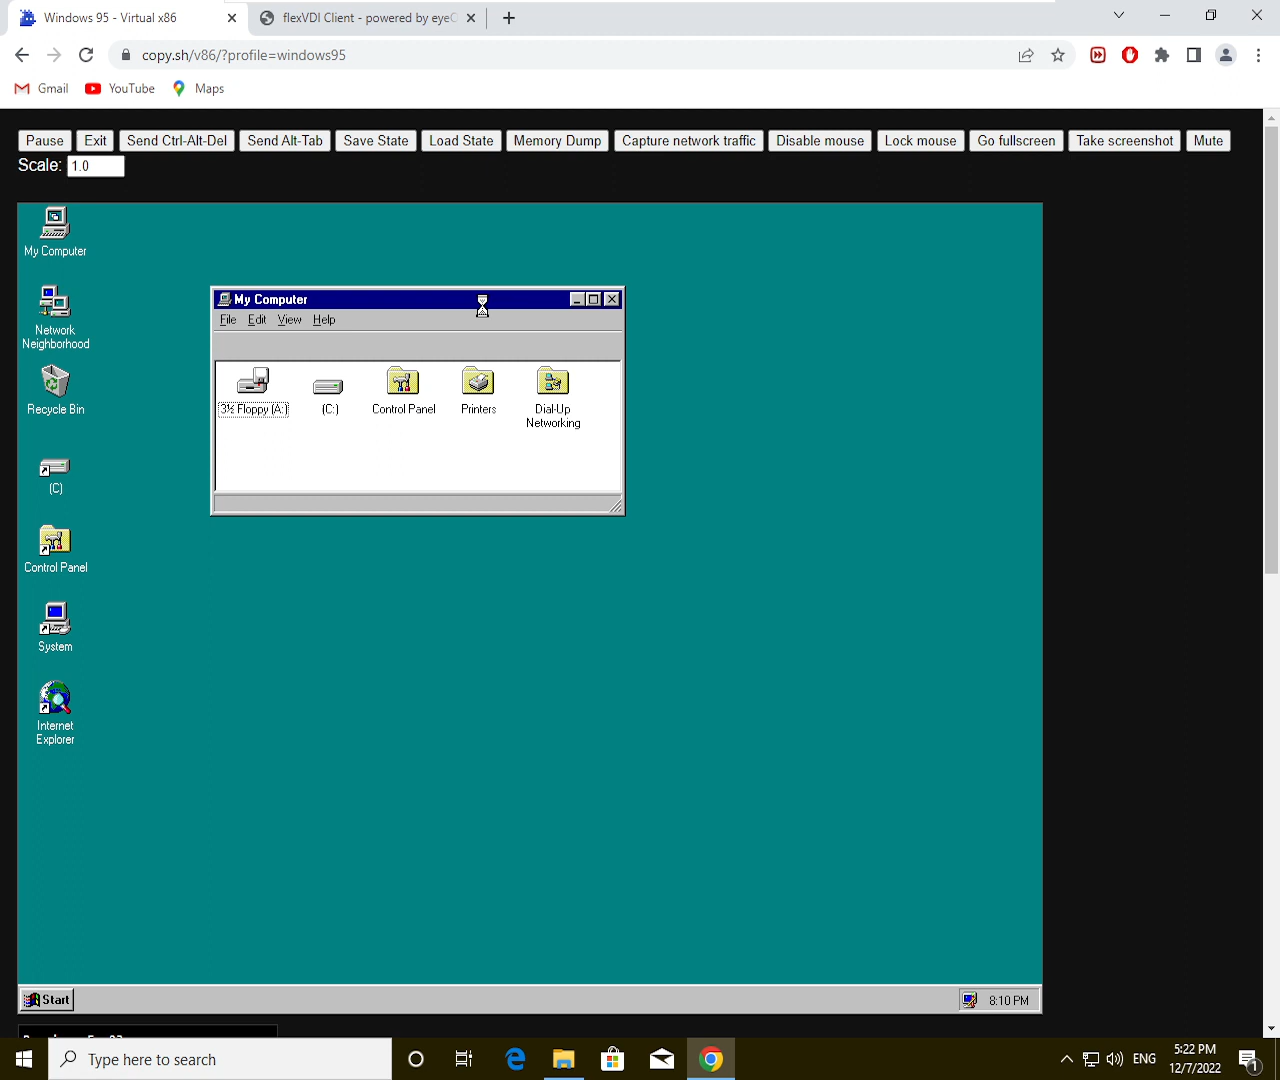 Windows 95 - Virtual x86
flexVDI Client - powered by eye
copy.sh/v86/?profile=windows95
Gmail YouTube Maps
Pause Exit Send Ctrl-Alt-Del Send Alt-Tab Save State Load State Memory Dump Capture network traffic Disable mouse Lock mouse Go fullscreen Take screenshot Mute
Scale: 1.0
My Computer
Network
Neighborhood
Recycle Bin
(C)
Control Panel
System
Internet
Explorer
My Computer
File Edit View Help
3½ Floppy (A:) (C:) Control Panel Printers Dial-Up
Networking
Start 8:10 PM
Type here to search
ENG
5:22 PM
12/7/2022
1